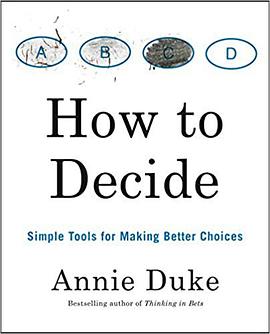 A B C D
How to
Decide
Simple Tools for Making Better Choices
Annie Duke
Bestselling author of Thinking in Bets